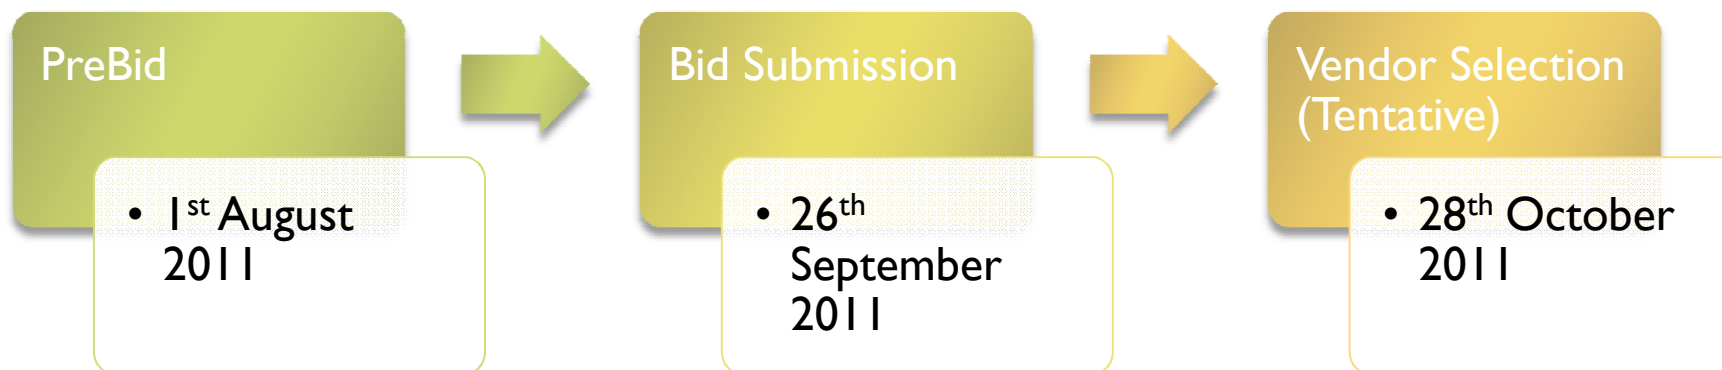 PreBid
• 1st August
2011
Bid Submission
• 26th
September
2011
Vendor Selection
(Tentative)
• 28th October
2011